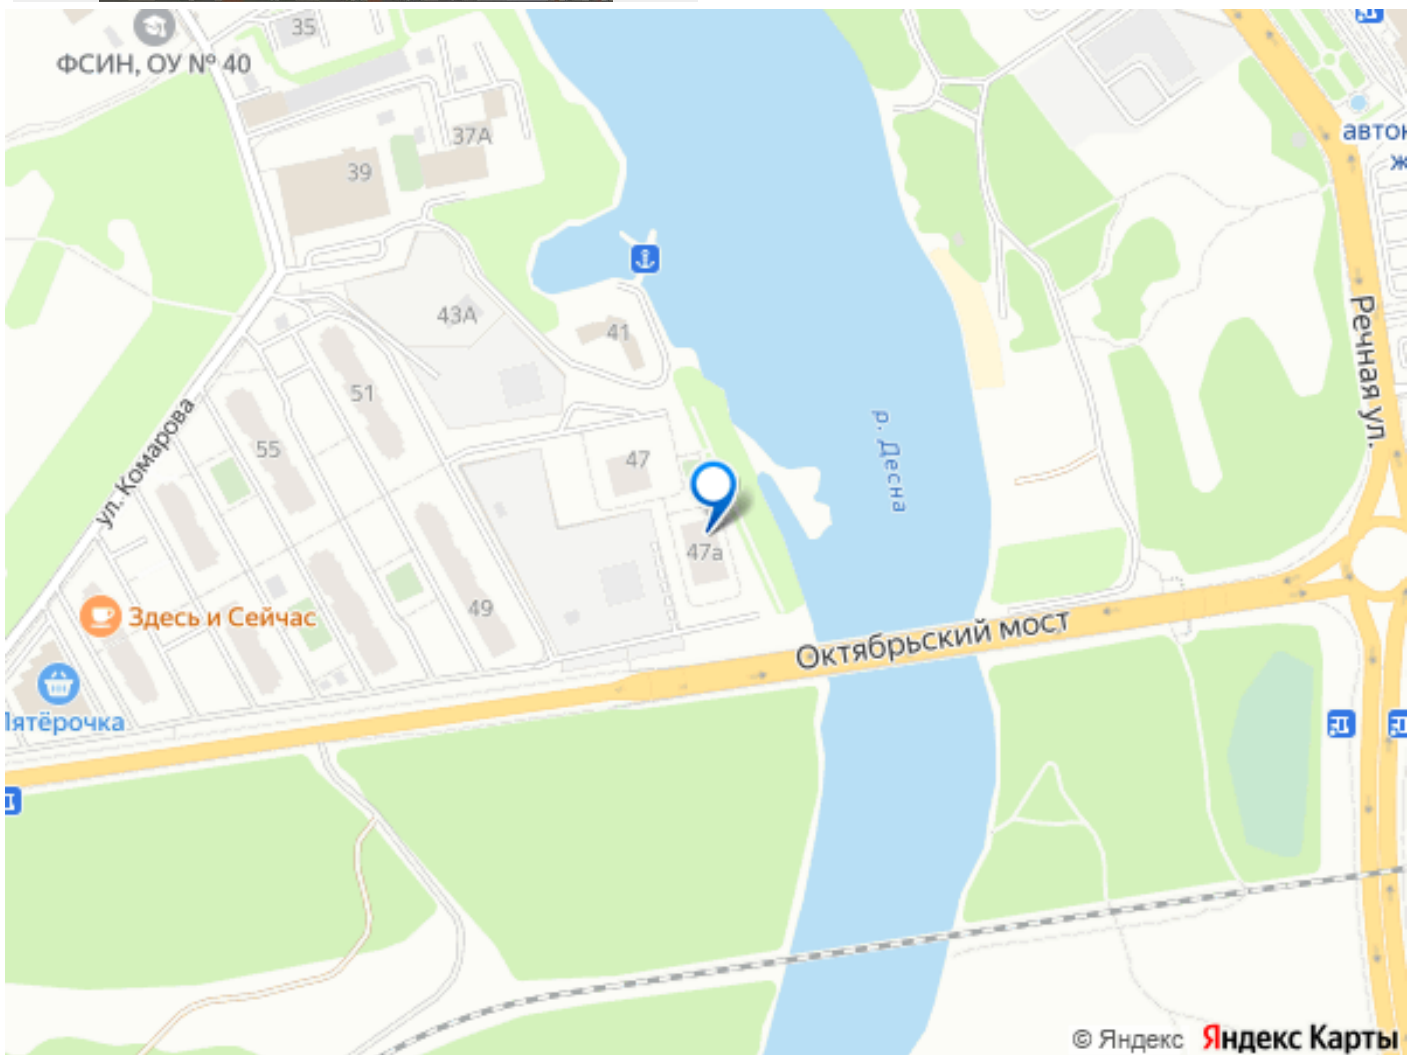 35
ФСИН, ОУ № 40
37А
39
автон
ж
43А
41
Речная ул.
51
ул. Комарова
55
47
р. Десна
47а
49
Здесь и Сейчас
Октябрьский мост
Пятёрочка
© Яндекс Яндекс Карты